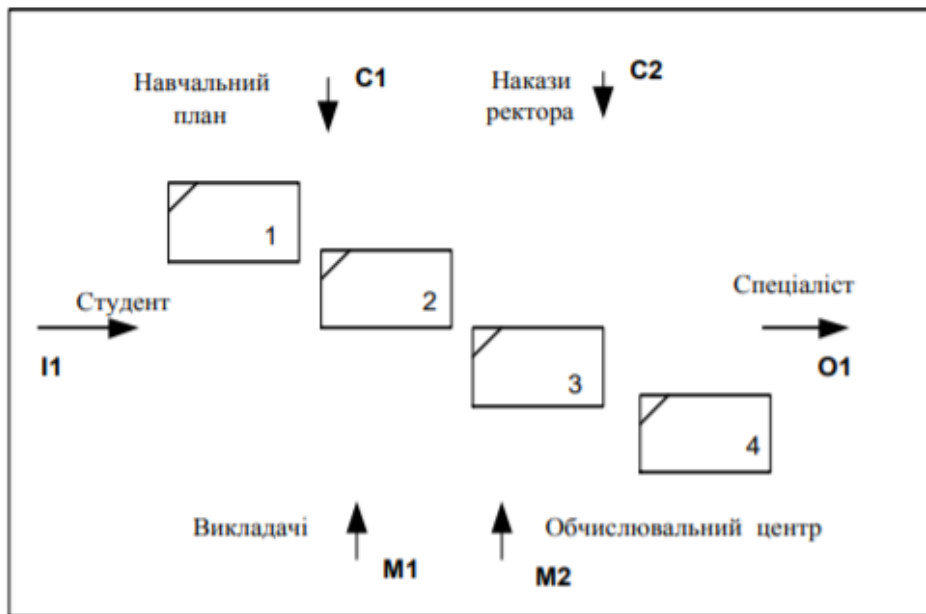 Навчальний
план
C1
Накази
ректора
C2
1
2
Студент
I1
3
Спеціаліст
O1
4
Викладачі
M1
Обчислювальний центр
M2